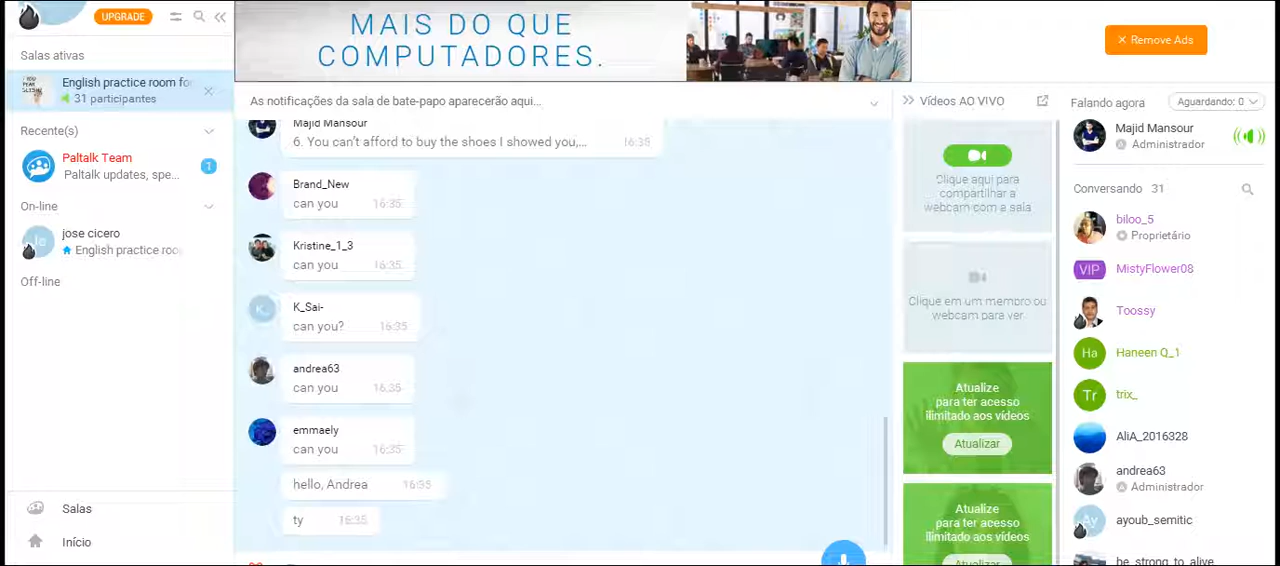 UPGRADE
Salas ativas
English practice room fo
31 participantes
Recente(s)
Paltalk Team
Paltalk updates, spe...
1
On-line
Je
jose cicero
English practice roo
Off-line
Salas
Início
MAIS DO QUE
COMPUTADORES.
× Remove Ads
As notificações da sala de bate-papo aparecerão aqui...
Majid Mansour
6. You can't afford to buy the shoes I showed you,... 16:35
Brand_New
can you 16:35
Kristine_1_3
can you 16:35
K_
K_Sai-
can you? 16:35
andrea63
can you 16:35
emmaely
can you 16:35
hello, Andrea 16:35
ty 16:35
Vídeos AO VIVO
Clique aqui para
compartilhar a
webcam com a sala
Clique em um membro ou
webcam para ver
Atualize
para ter acesso
ilimitado aos vídeos
Atualizar
Atualize
para ter acesso
ilimitado aos vídeos
Atualizar
Falando agora
Aguardando: 0
Majid Mansour
Administrador
Conversando 31
biloo_5
Proprietário
VIP
MistyFlower08
Toossy
Ha
Haneen Q_1
Tr
trix_
AliA_2016328
andrea63
Administrador
Ay
ayoub_semitic
be_strong_to_alive